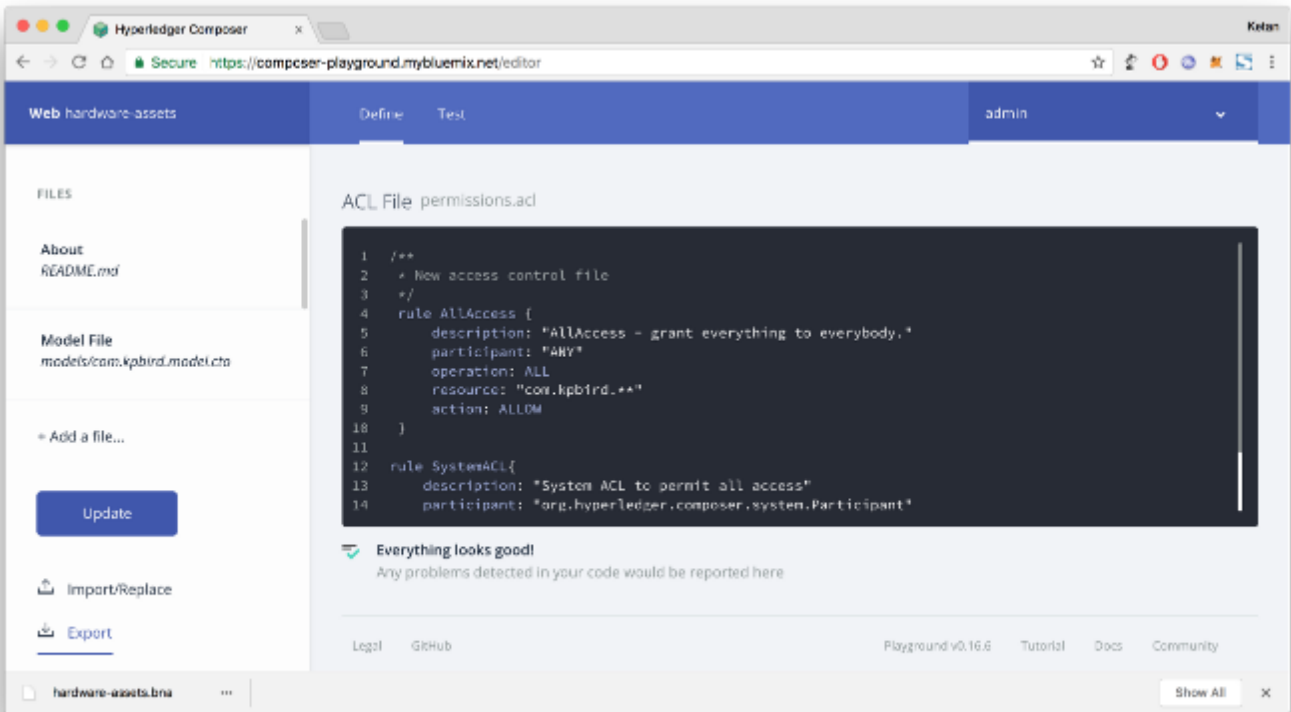 Hyperledger Composer
Ketan
Secure https://composer-playground.mybluemix.net/editor
Web hardware-assets
Define
Test
admin
FILES
About
README.md
Model File
models/com.kpbird.model.cto
+ Add a file...
Update
Import/Replace
Export
ACL File permissions.acl
1 /**
2 * New access control file
3 */
4 rule AllAccess {
5 description: "AllAccess - grant everything to everybody."
6 participant: "ANY"
7 operation: ALL
8 resource: "com.kpbird.**"
9 action: ALLOW
10 }
11
12 rule SystemACL{
13 description: "System ACL to permit all access"
14 participant: "org.hyperledger.composer.system.Participant"
Everything looks good!
Any problems detected in your code would be reported here
Legal
GitHub
Playground v0.16.6
Tutorial
Docs
Community
hardware-assets.bna
Show All